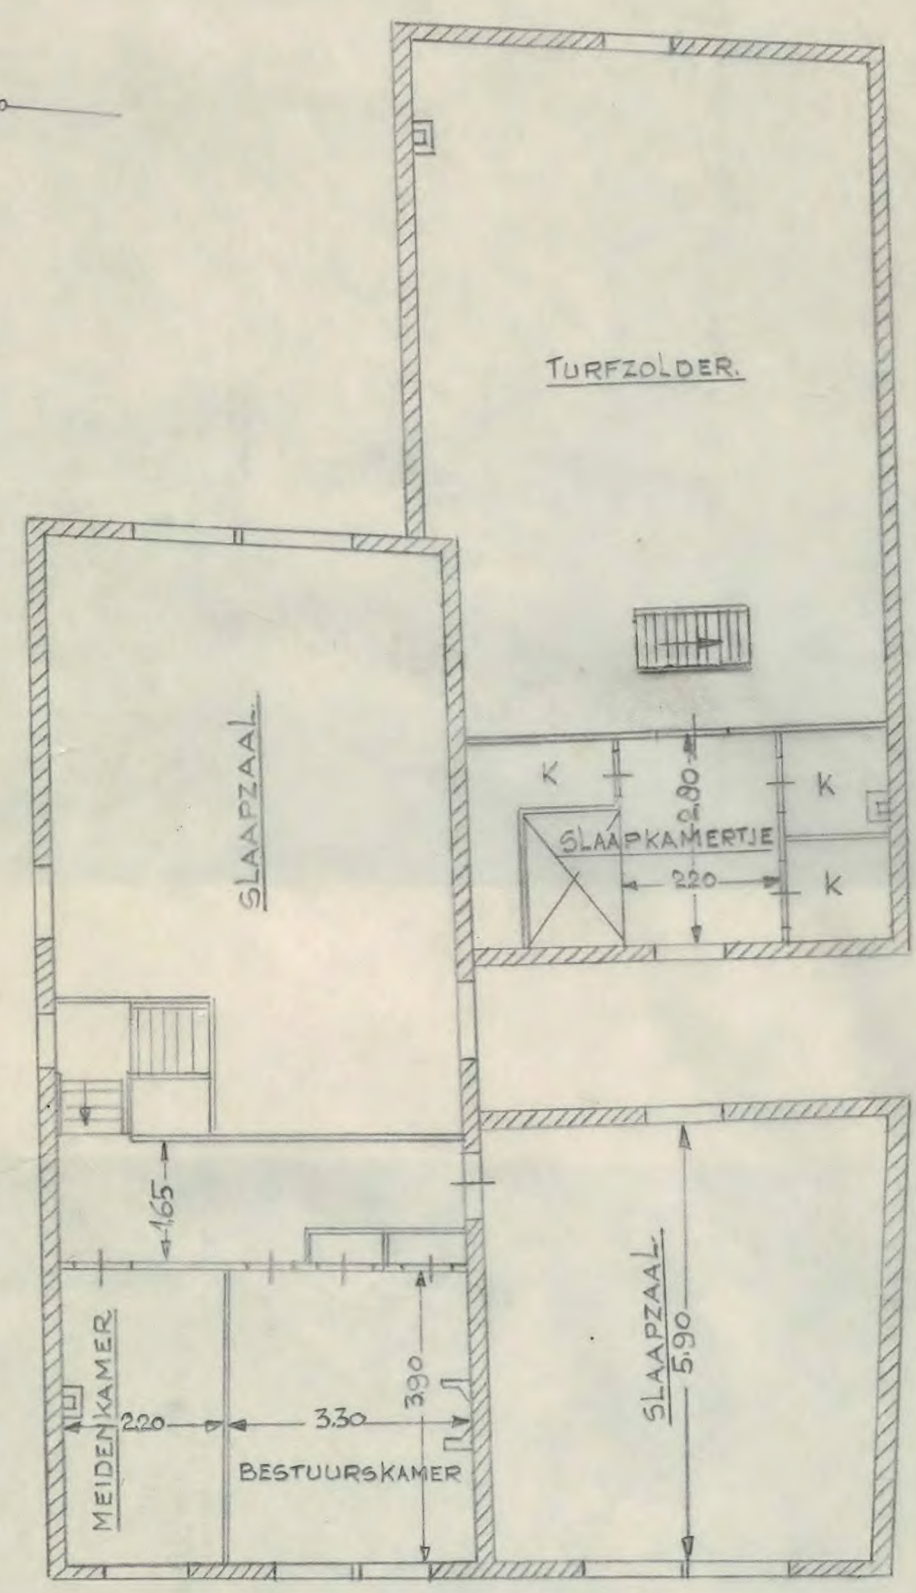 TURFZOLDER.
SLAAPZAAL.
K
2.80
K
SLAAPKAMERTJE
2.20
K
1.65
SLAAPZAAL.
5.90
MEIDENKAMER
2.20
3.30
3.90
BESTUURSKAMER